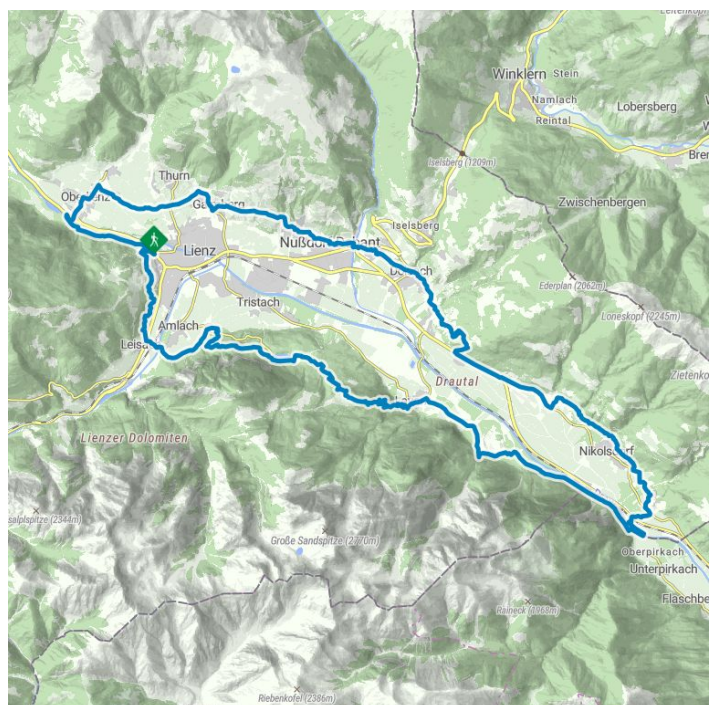 Winklern
Stein
Namlach
Reintal
Lobersberg
Iselsberg (1209m)
Thurn
Zwischenbergen
Iselsberg
Lienz
Ederplan (2062m)
Tristach
Loneskopf (2245m)
Amlach
Drautal
Lienzer Dolomiten
Große Sandspitze (2770m)
Oberpirkach
Unterpirkach
Raineck (1968m)
Riebenkofel (2386m)